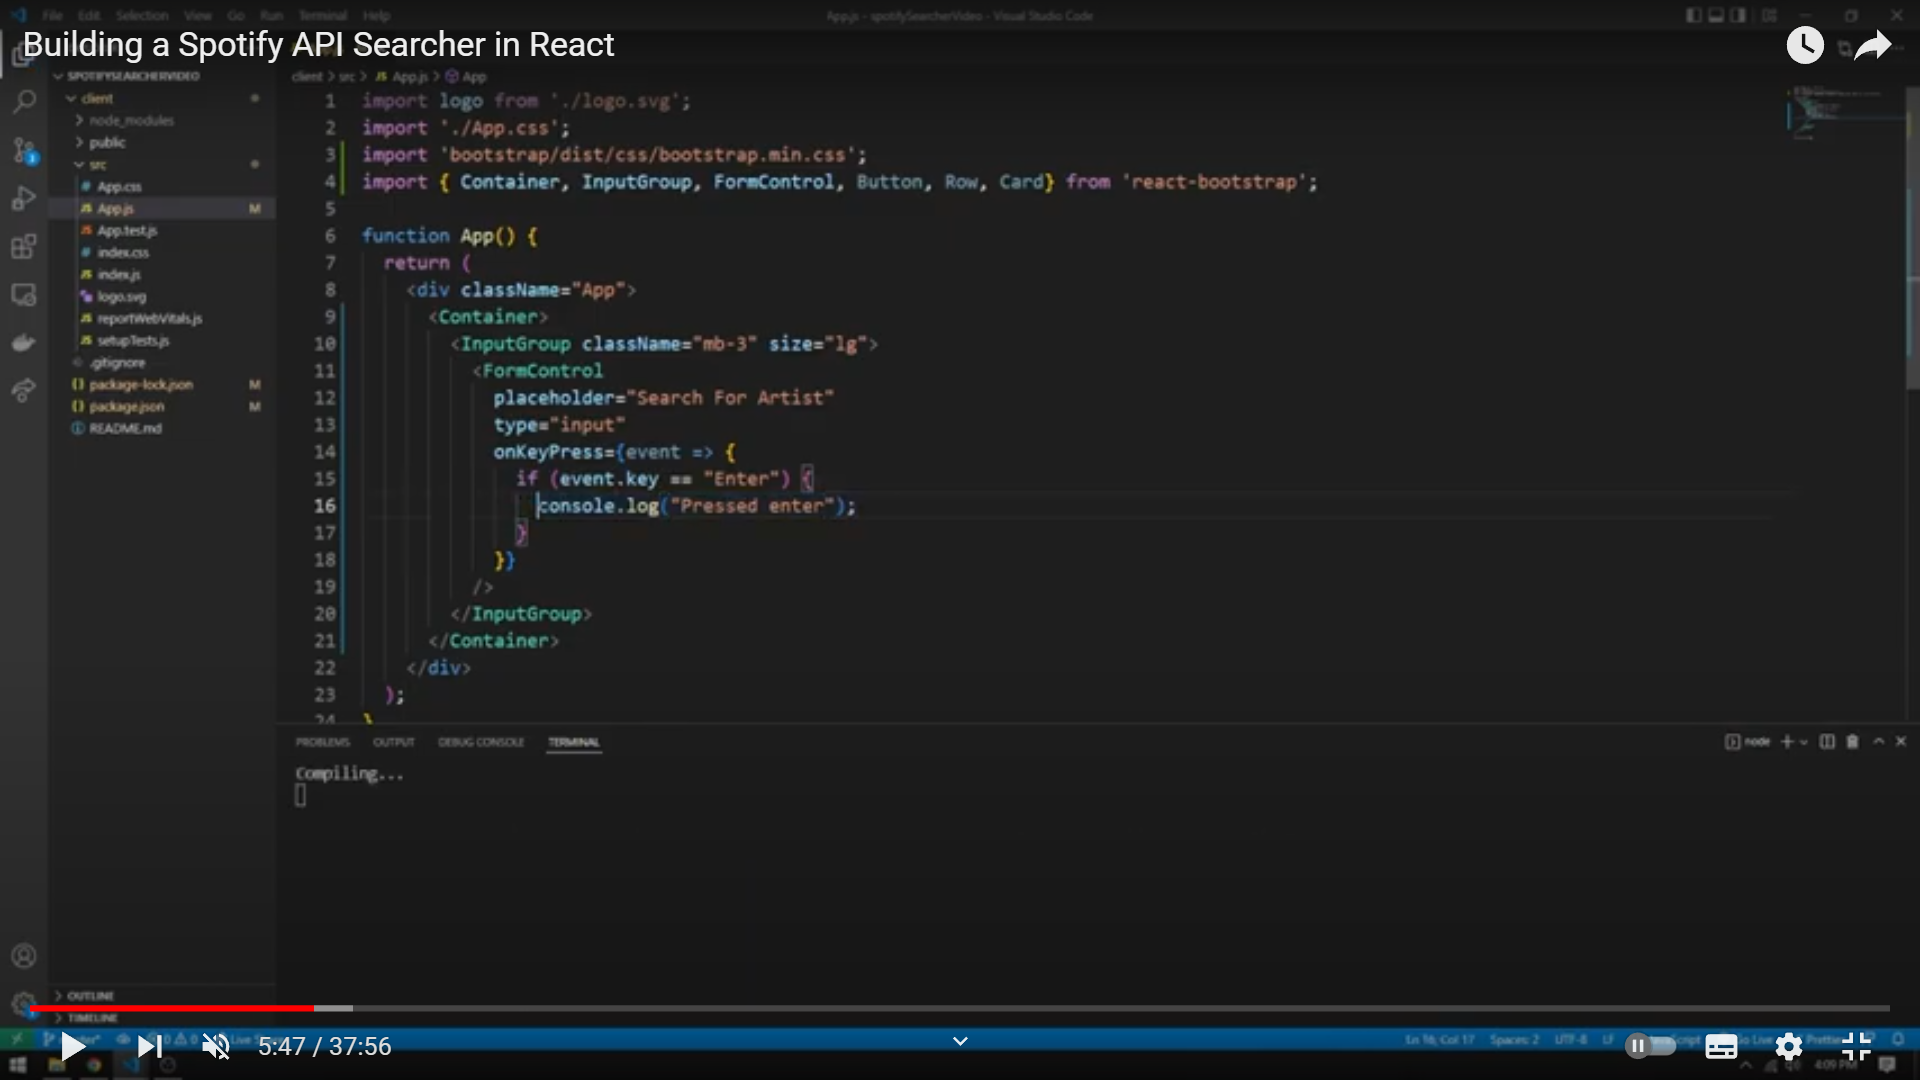 File Edit Selection View Go Run Terminal Help
App.js - spotifySearcherVideo - Visual Studio Code
Building a Spotify API Searcher in React
SPOTIFYSEARCHERVIDEO
client
node_modules
public
src
App.css
App.js M
App.test.js
index.css
index.js
logo.svg
reportWebVitals.js
setupTests.js
.gitignore
package-lock.json M
package.json M
README.md
OUTLINE
TIMELINE
client > src > JS App.js > App
1 import logo from './logo.svg';
2 import './App.css';
3 import 'bootstrap/dist/css/bootstrap.min.css';
4 import { Container, InputGroup, FormControl, Button, Row, Card} from 'react-bootstrap';
5
6 function App() {
7 return (
8 <div className="App">
9 <Container>
10 <InputGroup className="mb-3" size="lg">
11 <FormControl
12 placeholder="Search For Artist"
13 type="input"
14 onKeyPress={event => {
15 if (event.key == "Enter") {
16 console.log("Pressed enter");
17 }
18 }}
19 />
20 </InputGroup>
21 </Container>
22 </div>
23 );
24 }
PROBLEMS OUTPUT DEBUG CONSOLE TERMINAL
node
Compiling...
5:47 / 37:56
Ln 16, Col 17 Spaces: 2 UTF-8 LF
4:09 PM